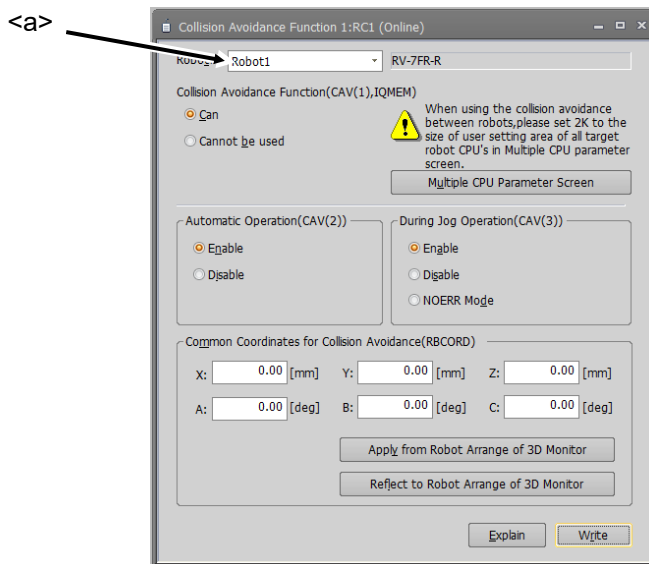 <a>
Collision Avoidance Function 1:RC1 (Online)
Robot1 RV-7FR-R
Collision Avoidance Function(CAV(1),IQMEM)
Can
Cannot be used
When using the collision avoidance
between robots,please set 2K to the
size of user setting area of all target
robot CPU's in Multiple CPU parameter
screen.
Multiple CPU Parameter Screen
Automatic Operation(CAV(2))
Enable
Disable
During Jog Operation(CAV(3))
Enable
Disable
NOERR Mode
Common Coordinates for Collision Avoidance(RBCORD)
X: 0.00 [mm] Y: 0.00 [mm] Z: 0.00 [mm]
A: 0.00 [deg] B: 0.00 [deg] C: 0.00 [deg]
Apply from Robot Arrange of 3D Monitor
Reflect to Robot Arrange of 3D Monitor
Explain Write